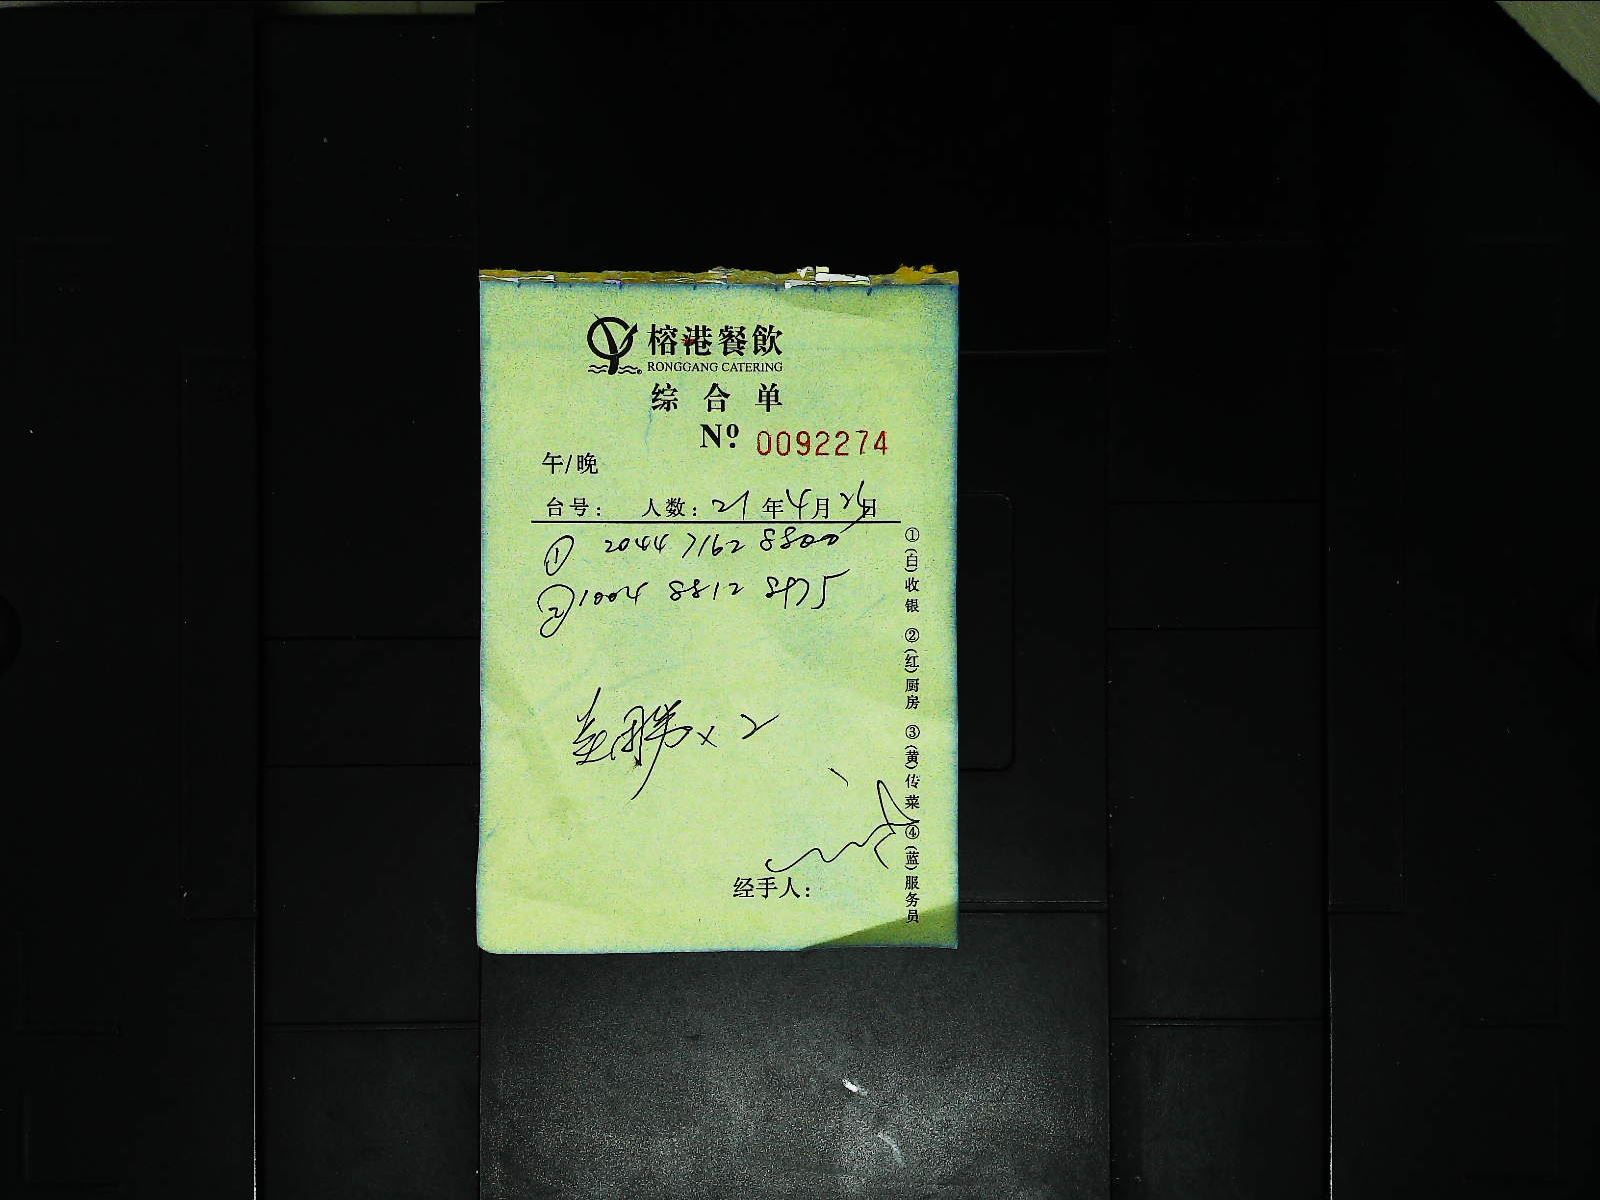 榕港餐飲
RONGGANG CATERING
综合单
Nº 0092274
午/晚
台号： 人数：21 年 4 月 日
① 2044 7162 8800
② 1004 8812 8975
x 2
经手人：
①(白)收银 ②(红)厨房 ③(黄)传菜 ④(蓝)服务员